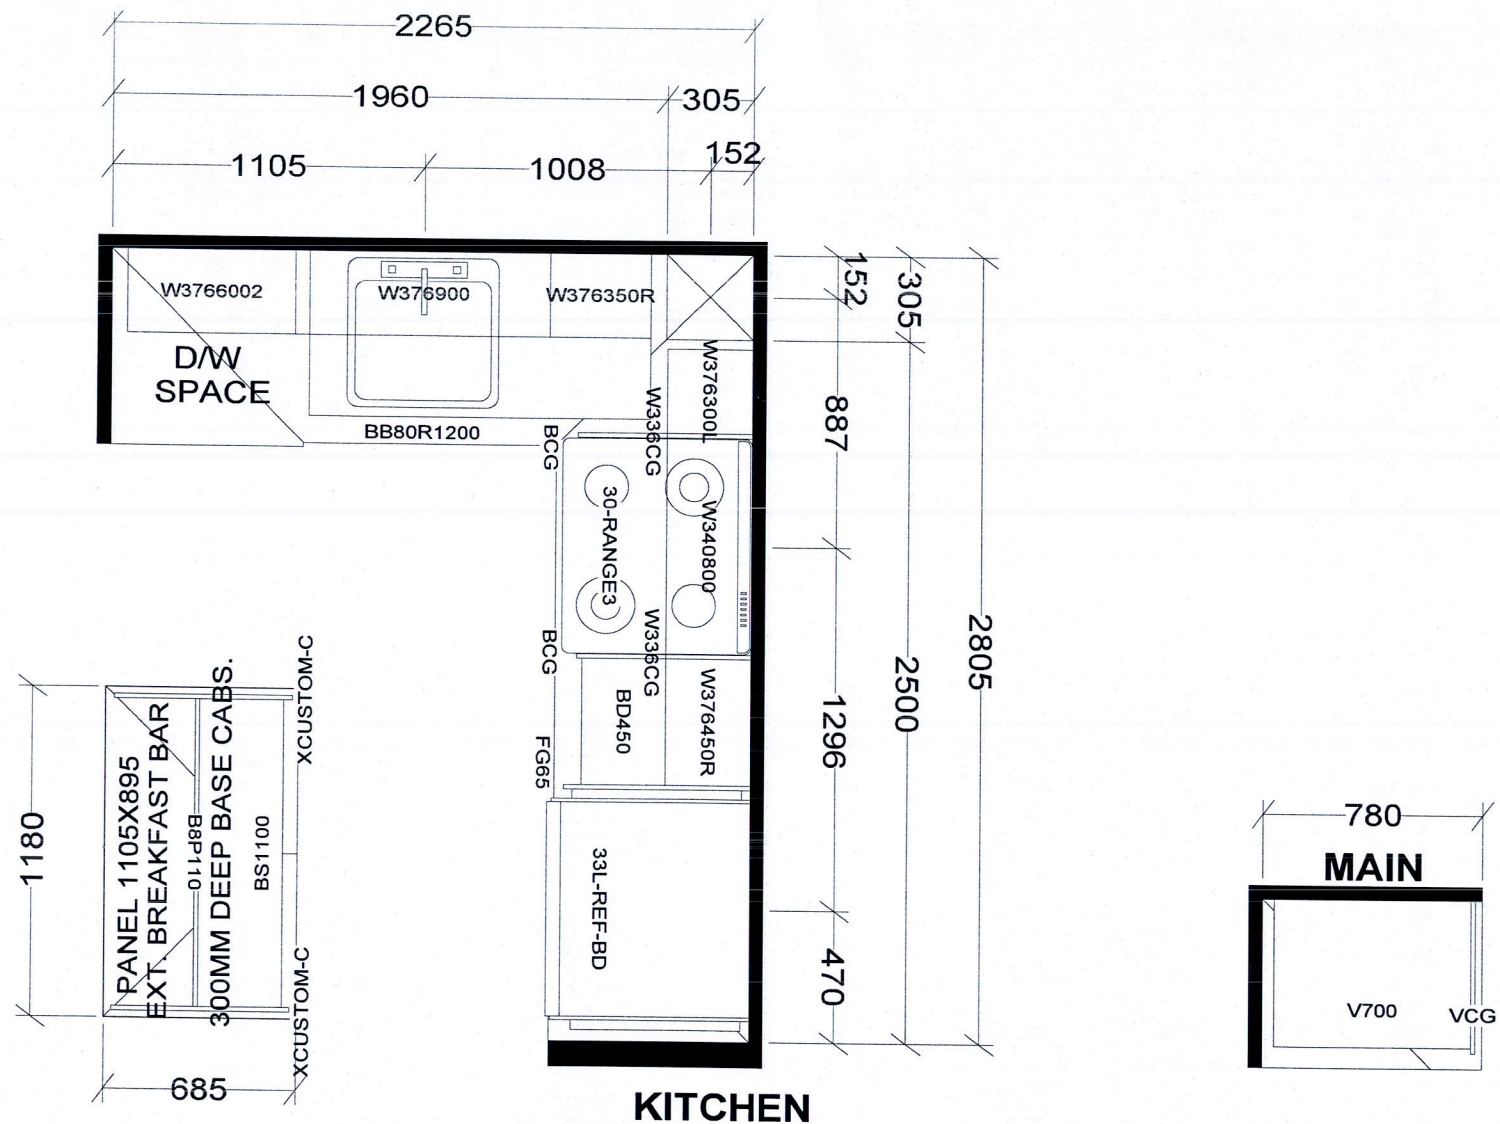 2265
1960
305
1105
1008
152
W3766002
W376900
W376350R
D/W
SPACE
BB80R1200
152
305
887
2805
2500
1296
470
W376300L
W336CG
BCG
30-RANGE3
W340800
W336CG
BCG
BD450
W376450R
FG65
33L-REF-BD
KITCHEN
XCUSTOM-C
PANEL 1105X895
EXT. BREAKFAST BAR
B8P110
300MM DEEP BASE CABS.
BS1100
XCUSTOM-C
1180
685
780
MAIN
V700
VCG